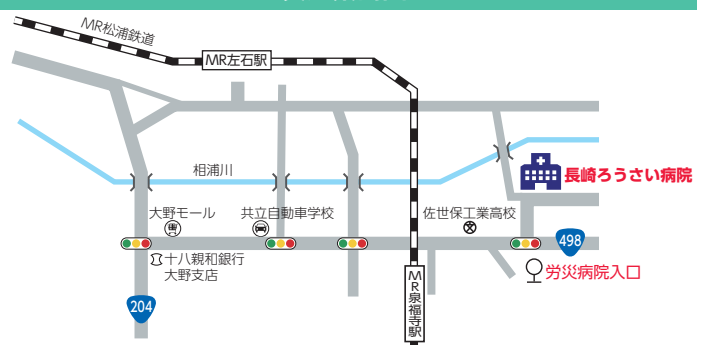 MR松浦鉄道
MR左石駅
相浦川
長崎ろうさい病院
大野モール
共立自動車学校
佐世保工業高校
498
十八親和銀行
大野支店
労災病院入口
MR泉福寺駅
204